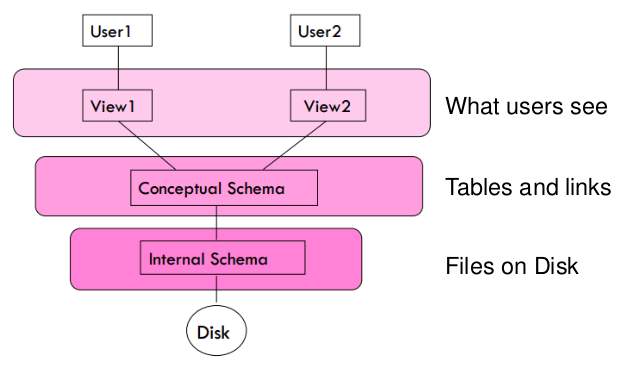 User1
User2
View1
View2
What users see
Conceptual Schema
Tables and links
Internal Schema
Files on Disk
Disk